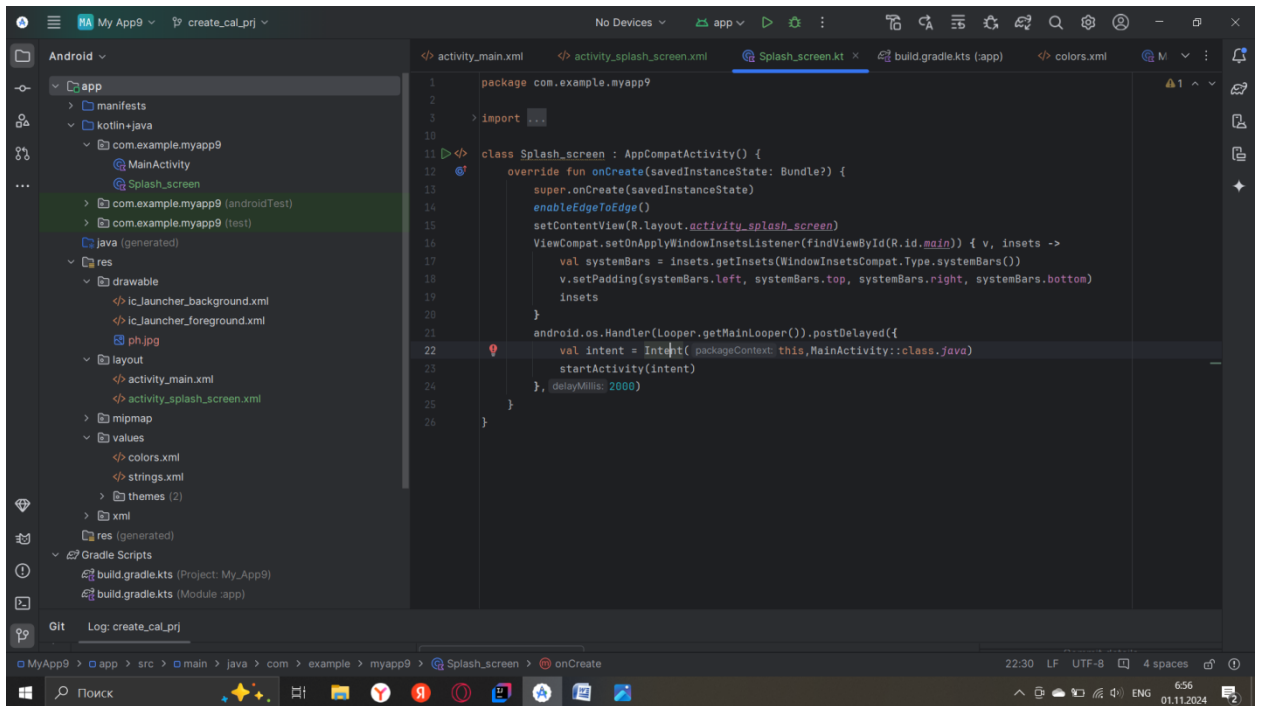 MA My App9 create_cal_prj No Devices app
Android
activity_main.xml activity_splash_screen.xml Splash_screen.kt × build.gradle.kts (:app) colors.xml M
app
manifests
kotlin+java
com.example.myapp9
MainActivity
Splash_screen
com.example.myapp9 (androidTest)
com.example.myapp9 (test)
java (generated)
res
drawable
ic_launcher_background.xml
ic_launcher_foreground.xml
ph.jpg
layout
activity_main.xml
activity_splash_screen.xml
mipmap
values
colors.xml
strings.xml
themes (2)
xml
res (generated)
Gradle Scripts
build.gradle.kts (Project: My_App9)
build.gradle.kts (Module :app)
1 package com.example.myapp9 1
2
3 import ...
10
11 class Splash_screen : AppCompatActivity() {
12 override fun onCreate(savedInstanceState: Bundle?) {
13 super.onCreate(savedInstanceState)
14 enableEdgeToEdge()
15 setContentView(R.layout.activity_splash_screen)
16 ViewCompat.setOnApplyWindowInsetsListener(findViewById(R.id.main)) { v, insets ->
17 val systemBars = insets.getInsets(WindowInsetsCompat.Type.systemBars())
18 v.setPadding(systemBars.left, systemBars.top, systemBars.right, systemBars.bottom)
19 insets
20 }
21 android.os.Handler(Looper.getMainLooper()).postDelayed({
22 val intent = Intent( packageContext: this,MainActivity::class.java)
23 startActivity(intent)
24 }, delayMillis: 2000)
25 }
26 }
Git Log: create_cal_prj
MyApp9 > app > src > main > java > com > example > myapp9 > Splash_screen > onCreate 22:30 LF UTF-8 4 spaces
Поиск ENG 6:56
01.11.2024 2